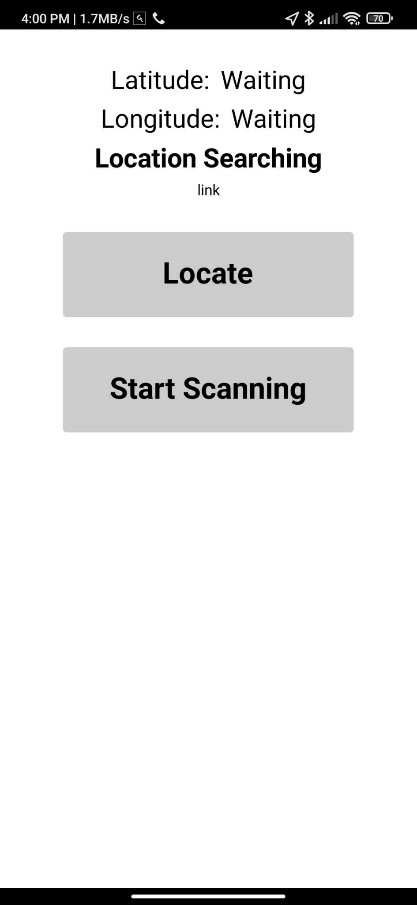 4:00 PM | 1.7MB/s 70
Latitude: Waiting
Longitude: Waiting
Location Searching
link
Locate
Start Scanning